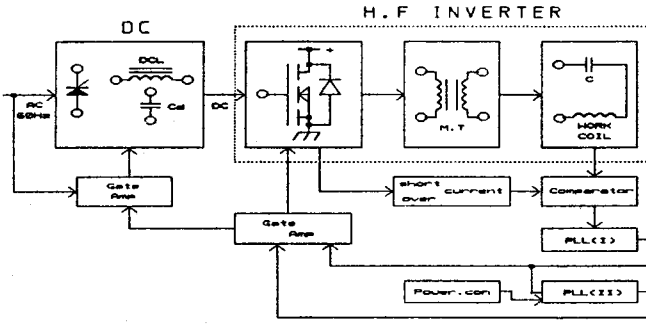 H.F INVERTER
DC
DCL
Cd
AC
60Hz
DC
+
M.T
C
WORK
COIL
Gate
Amp
short
over current
Comparator
Gate
Amp
PLL(I)
Power.con
PLL(II)